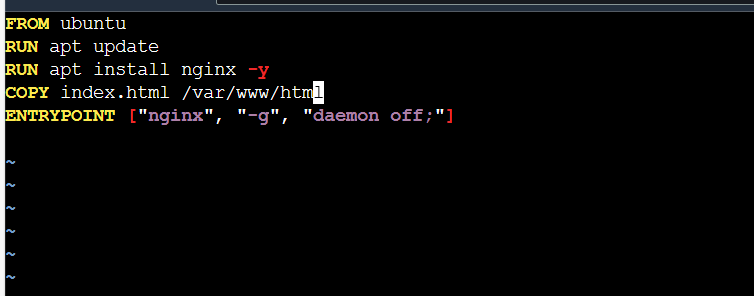 FROM ubuntu
RUN apt update
RUN apt install nginx -y
COPY index.html /var/www/html
ENTRYPOINT ["nginx", "-g", "daemon off;"]
~
~
~
~
~
~